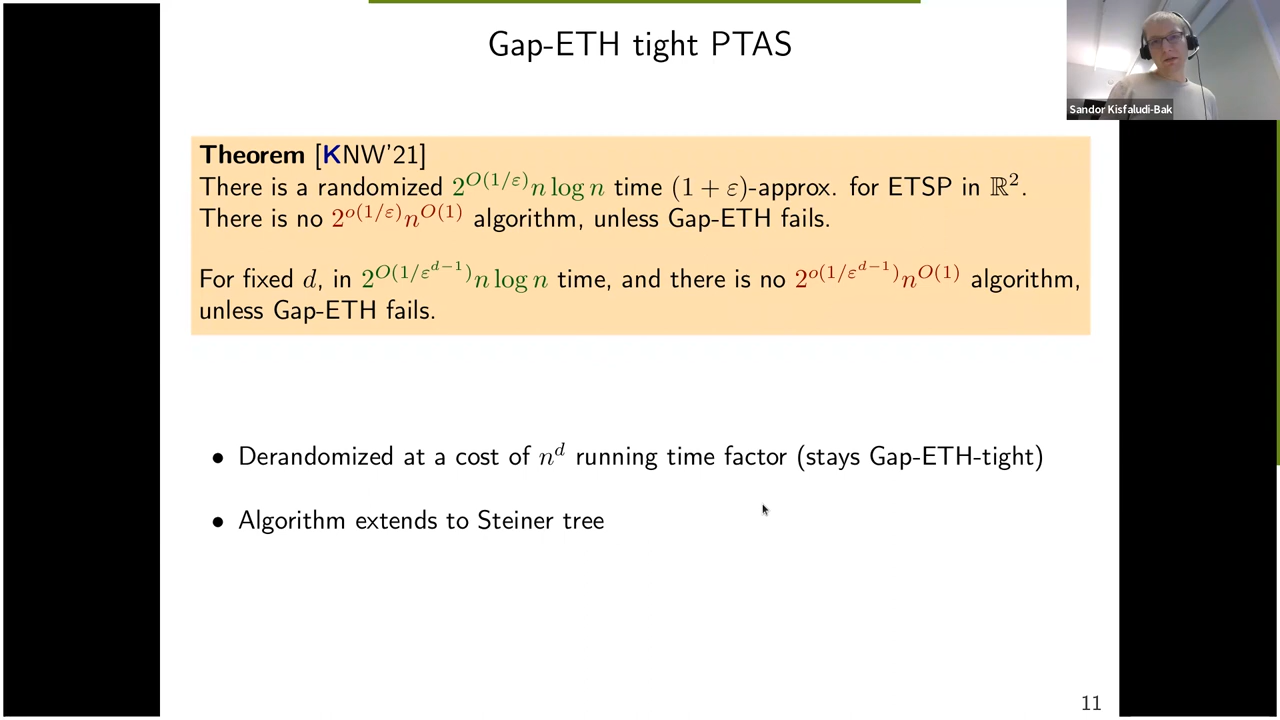 Gap-ETH tight PTAS
Sandor Kisfaludi-Bak
Theorem [KNW'21]
There is a randomized 2^{O(1/ε)} n log n time (1 + ε)-approx. for ETSP in ℝ².
There is no 2^{o(1/ε)} n^{O(1)} algorithm, unless Gap-ETH fails.
For fixed d, in 2^{O(1/ε^{d−1})} n log n time, and there is no 2^{o(1/ε^{d−1})} n^{O(1)} algorithm,
unless Gap-ETH fails.
• Derandomized at a cost of n^d running time factor (stays Gap-ETH-tight)
• Algorithm extends to Steiner tree
11